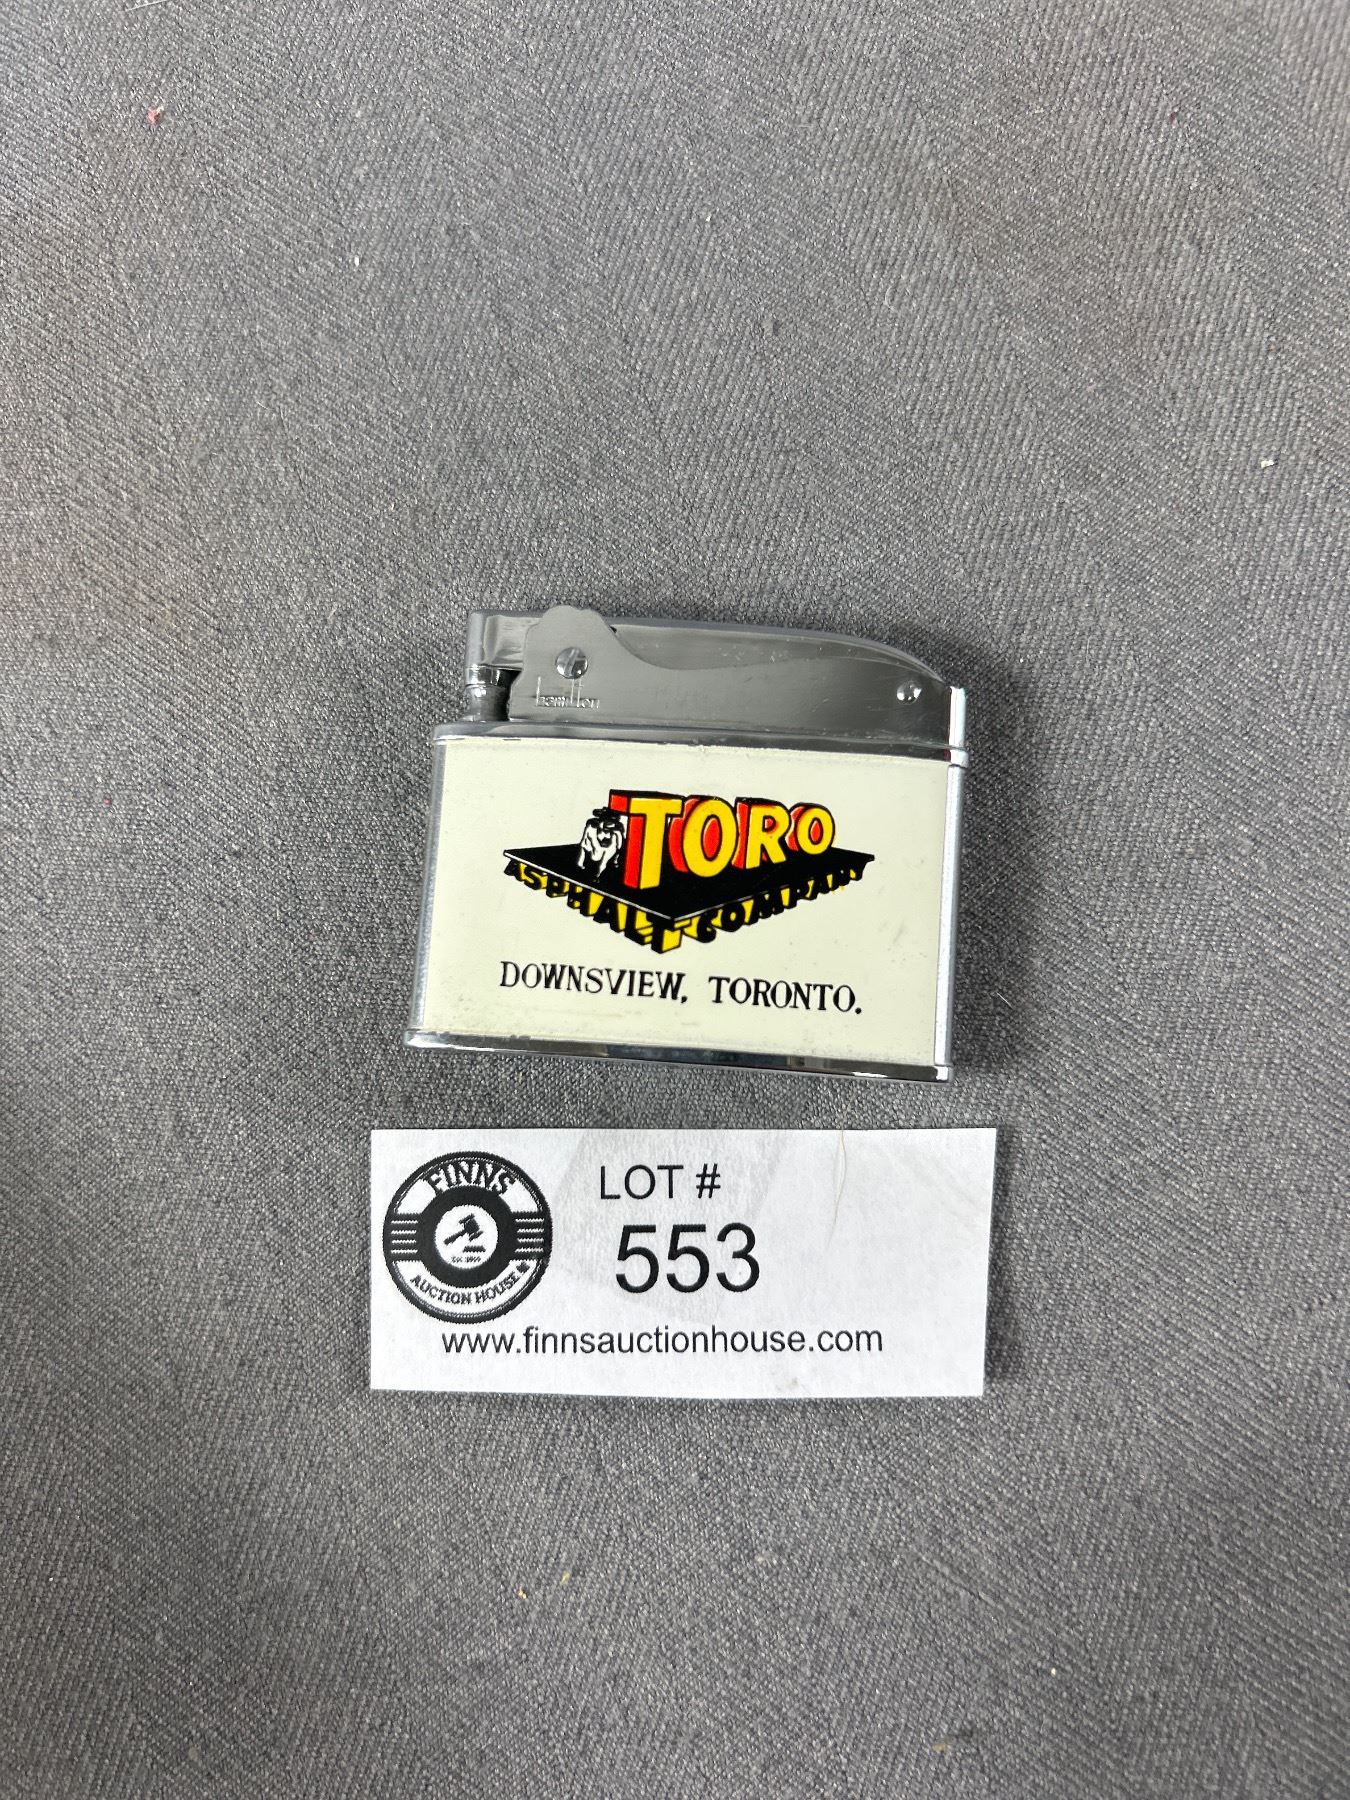 hamilton
TORO
ASPHALT COMPANY
DOWNSVIEW, TORONTO.
FINNS
AUCTION HOUSE
LOT #
553
www.finnsauctionhouse.com